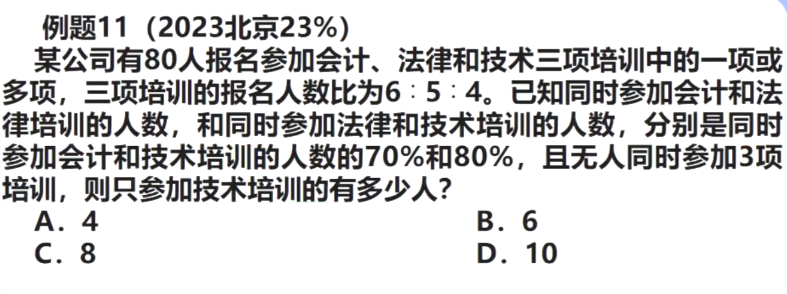 例题11（2023北京23%）
某公司有80人报名参加会计、法律和技术三项培训中的一项或
多项，三项培训的报名人数比为6∶5∶4。已知同时参加会计和法
律培训的人数，和同时参加法律和技术培训的人数，分别是同时
参加会计和技术培训的人数的70%和80%，且无人同时参加3项
培训，则只参加技术培训的有多少人？
A．4 B．6
C．8 D．10